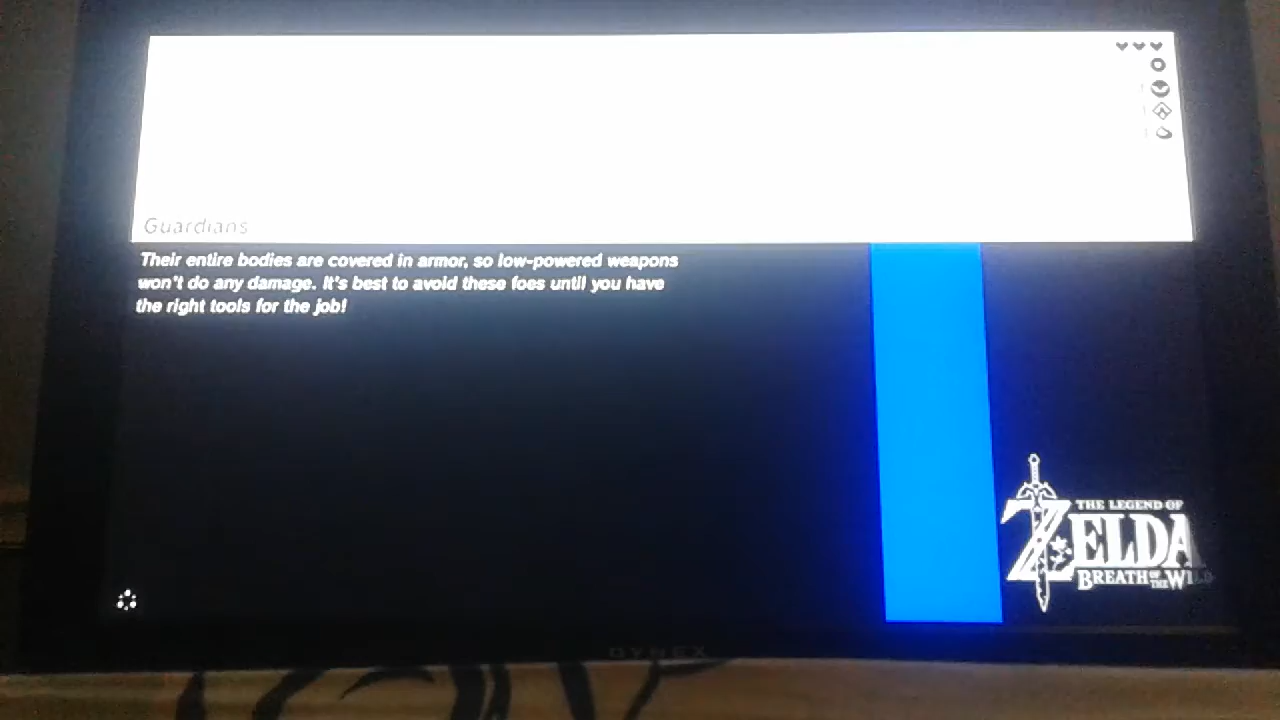 Guardians
Their entire bodies are covered in armor, so low-powered weapons
won't do any damage. It's best to avoid these foes until you have
the right tools for the job!
THE LEGEND OF
ZELDA
BREATH OF THE WILD
DYNEX